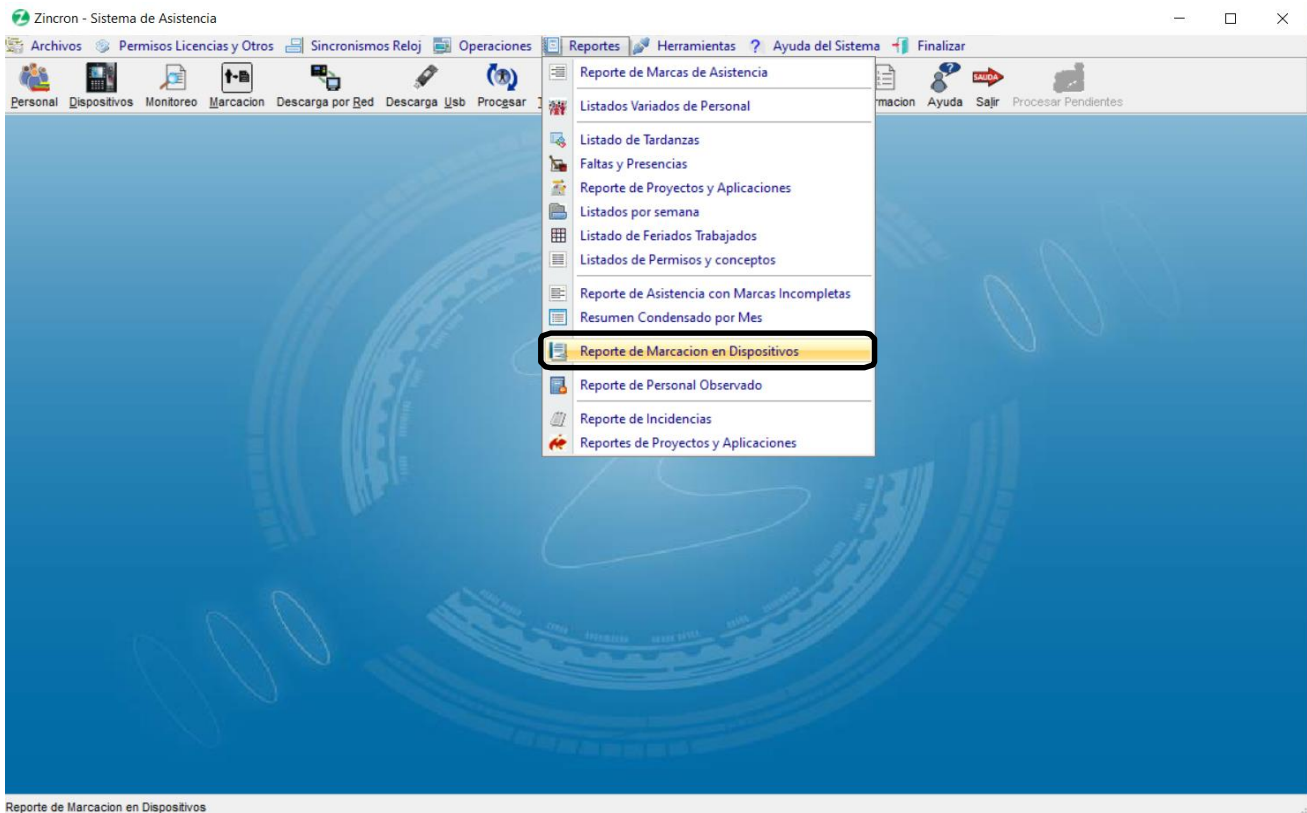 Zincron - Sistema de Asistencia
Archivos Permisos Licencias y Otros Sincronismos Reloj Operaciones Reportes Herramientas ? Ayuda del Sistema Finalizar
Personal Dispositivos Monitoreo Marcacion Descarga por Red Descarga Usb Procesar Ayuda Salir Procesar Pendientes
SALIDA
Reporte de Marcas de Asistencia
Listados Variados de Personal
Listado de Tardanzas
Faltas y Presencias
Reporte de Proyectos y Aplicaciones
Listados por semana
Listado de Feriados Trabajados
Listados de Permisos y conceptos
Reporte de Asistencia con Marcas Incompletas
Resumen Condensado por Mes
Reporte de Marcacion en Dispositivos
Reporte de Personal Observado
Reporte de Incidencias
Reportes de Proyectos y Aplicaciones
Reporte de Marcacion en Dispositivos